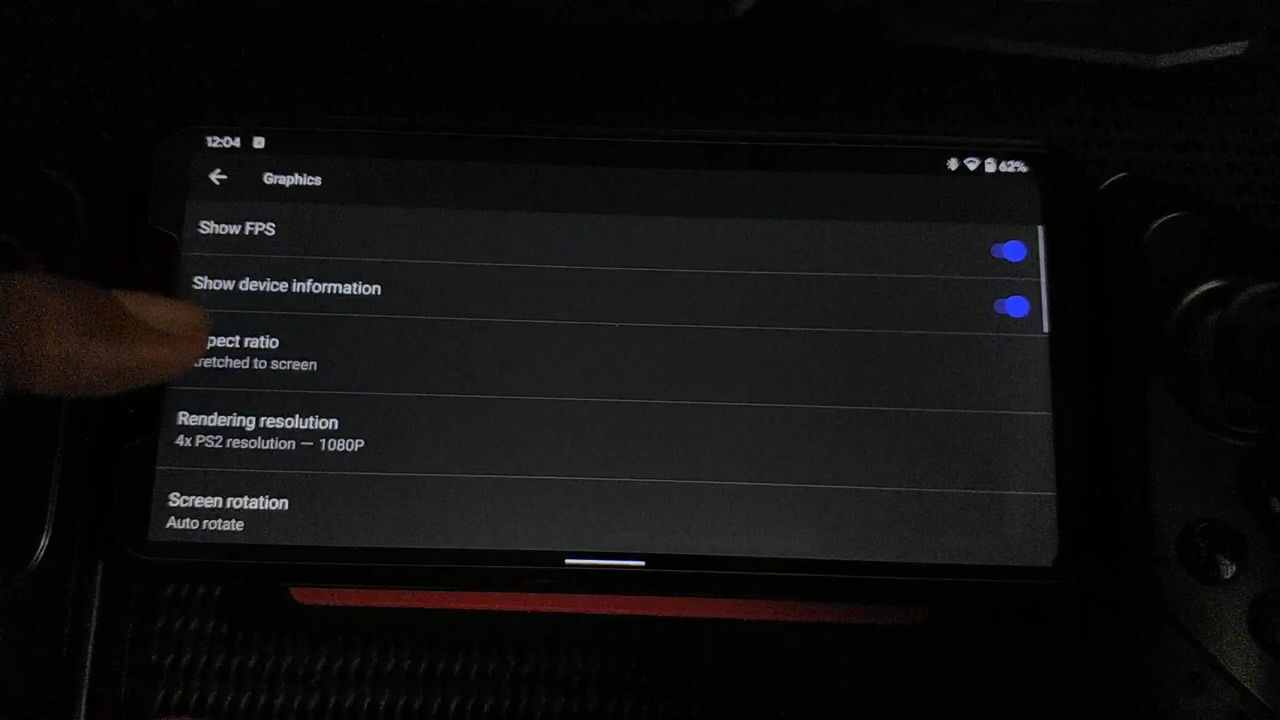 12:04
62%
Graphics
Show FPS
Show device information
pect ratio
retched to screen
Rendering resolution
4x PS2 resolution — 1080P
Screen rotation
Auto rotate